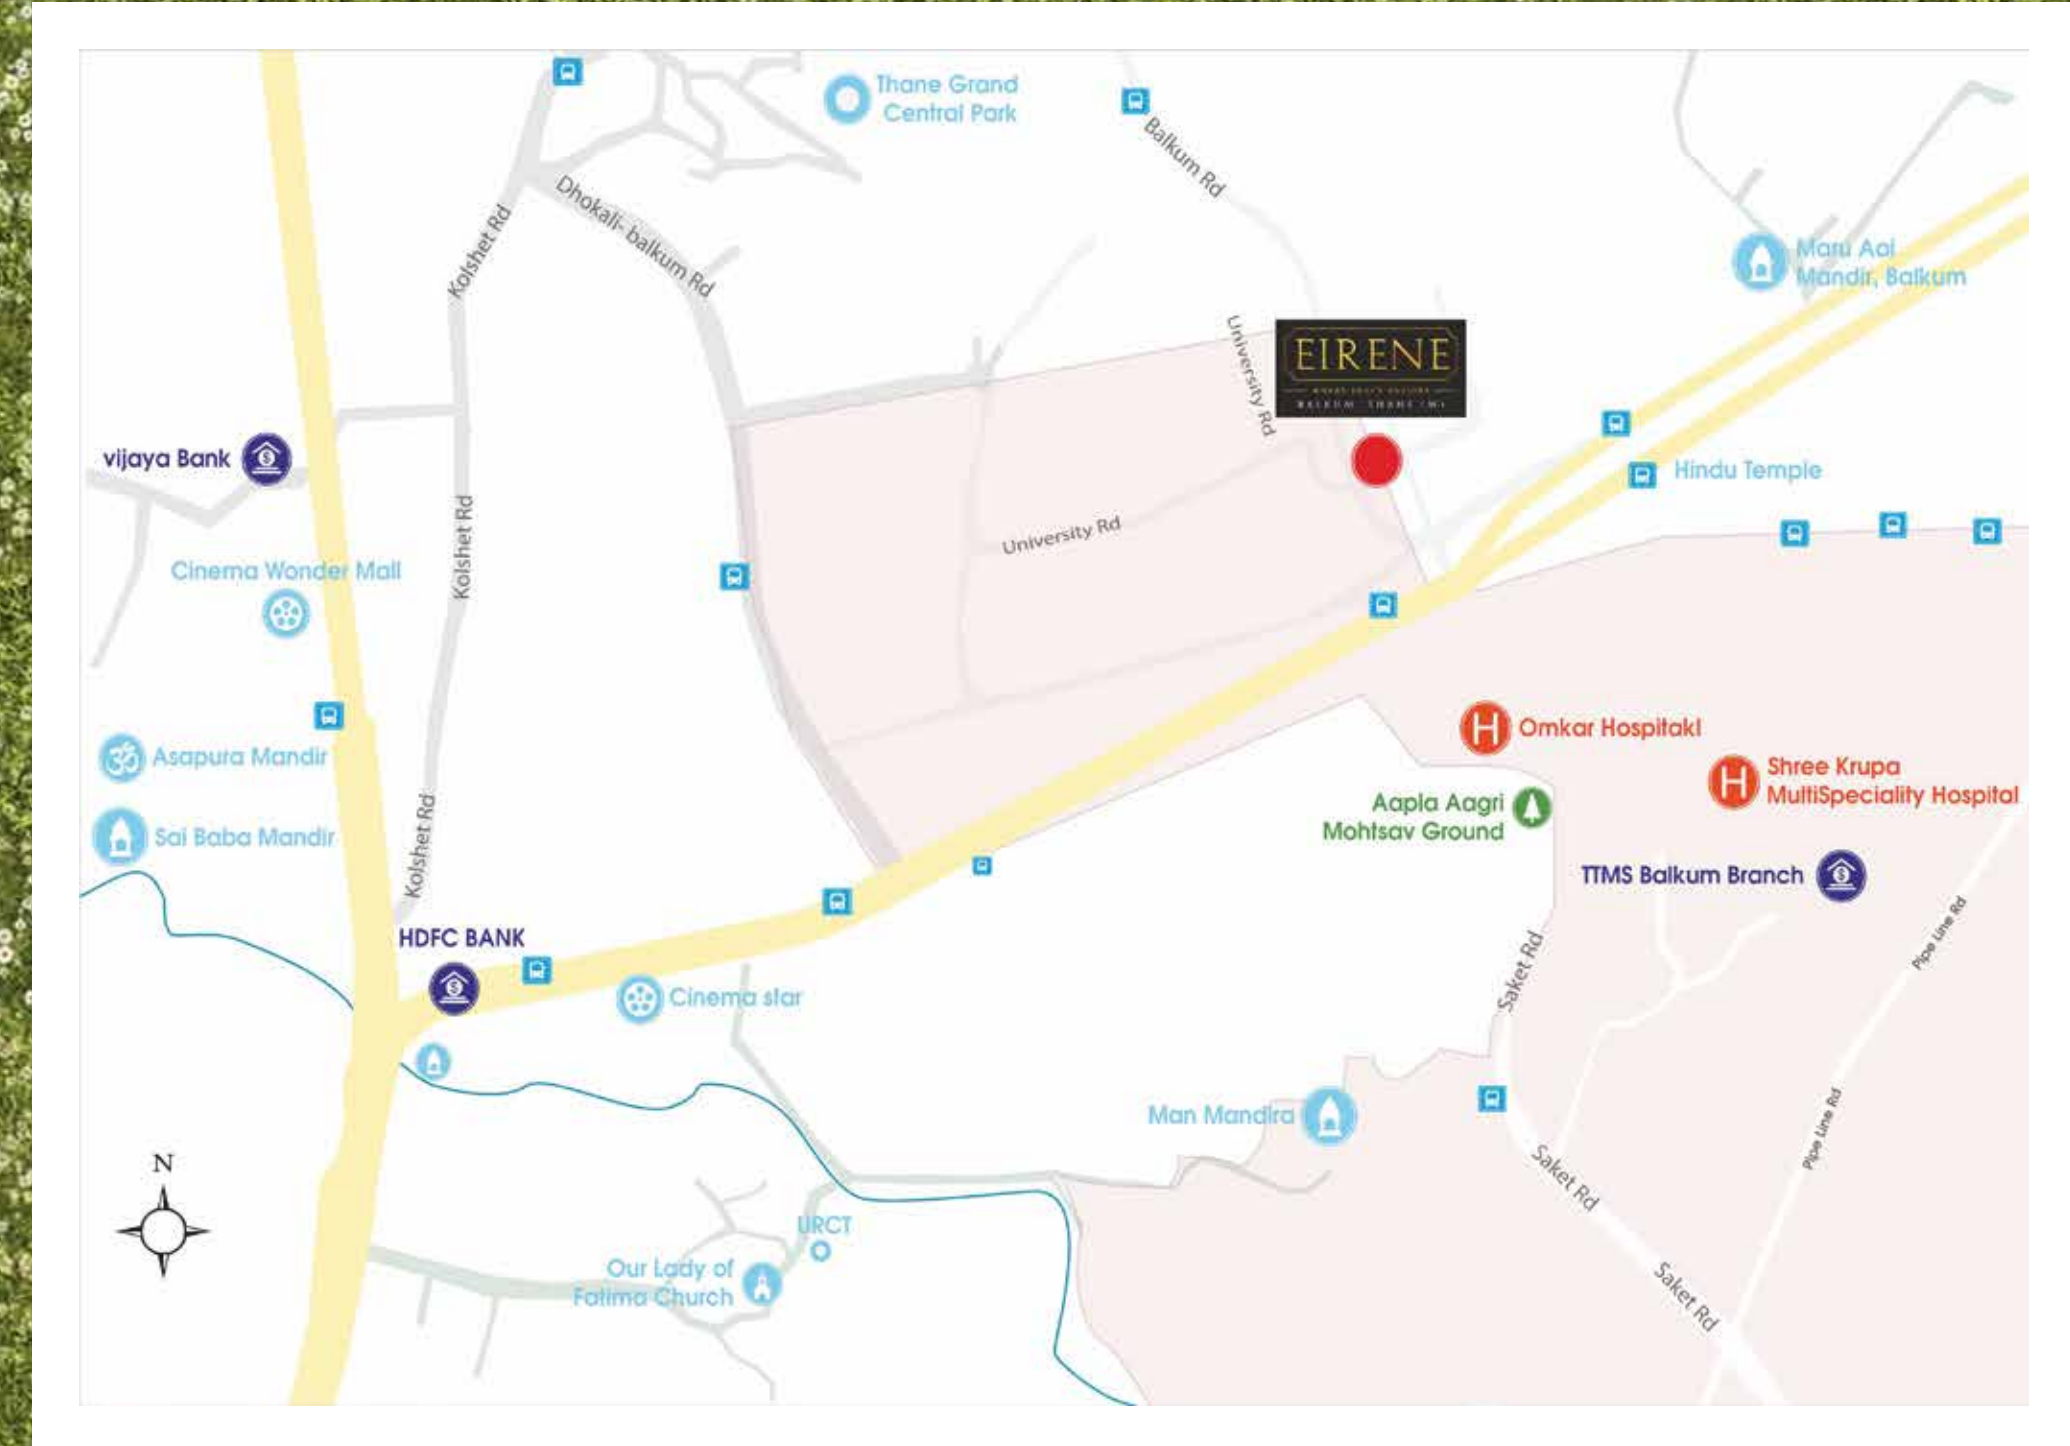 Thane Grand
Central Park
Balkum Rd
Kolshet Rd
Dhokali- balkum Rd
Maru Aai
Mandir, Balkum
University Rd
EIRENE
BALKUM THANE (W)
vijaya Bank
Hindu Temple
Kolshet Rd
University Rd
Cinema Wonder Mall
Omkar Hospitakl
Asapura Mandir
Shree Krupa
MultiSpeciality Hospital
Aapla Aagri
Mohtsav Ground
Sai Baba Mandir
Kolshet Rd
TTMS Balkum Branch
HDFC BANK
Pipe Line Rd
Saket Rd
Cinema star
Man Mandira
Pipe Line Rd
N
Saket Rd
URCT
Our Lady of
Fatima Church
Saket Rd